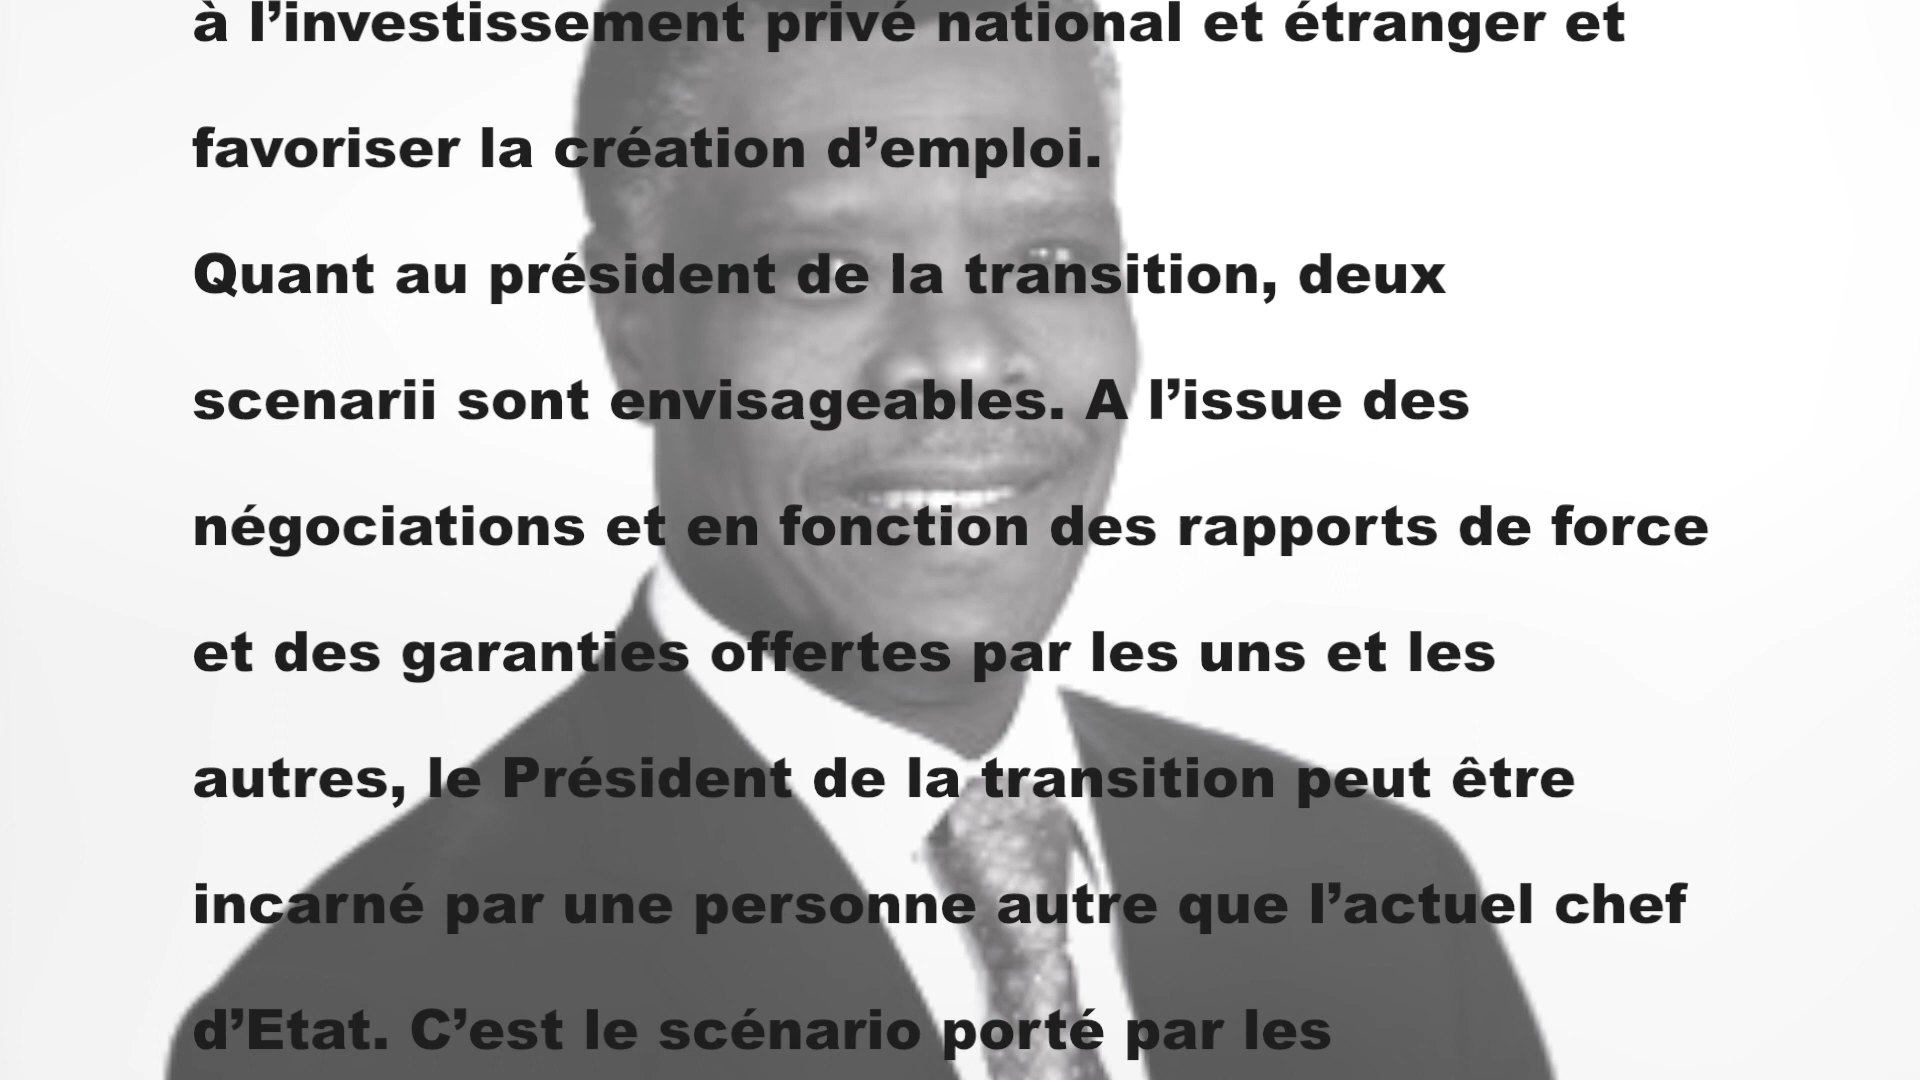 à l’investissement privé national et étranger et
favoriser la création d’emploi.
Quant au président de la transition, deux
scenarii sont envisageables. A l’issue des
négociations et en fonction des rapports de force
et des garanties offertes par les uns et les
autres, le Président de la transition peut être
incarné par une personne autre que l’actuel chef
d’Etat. C’est le scénario porté par les